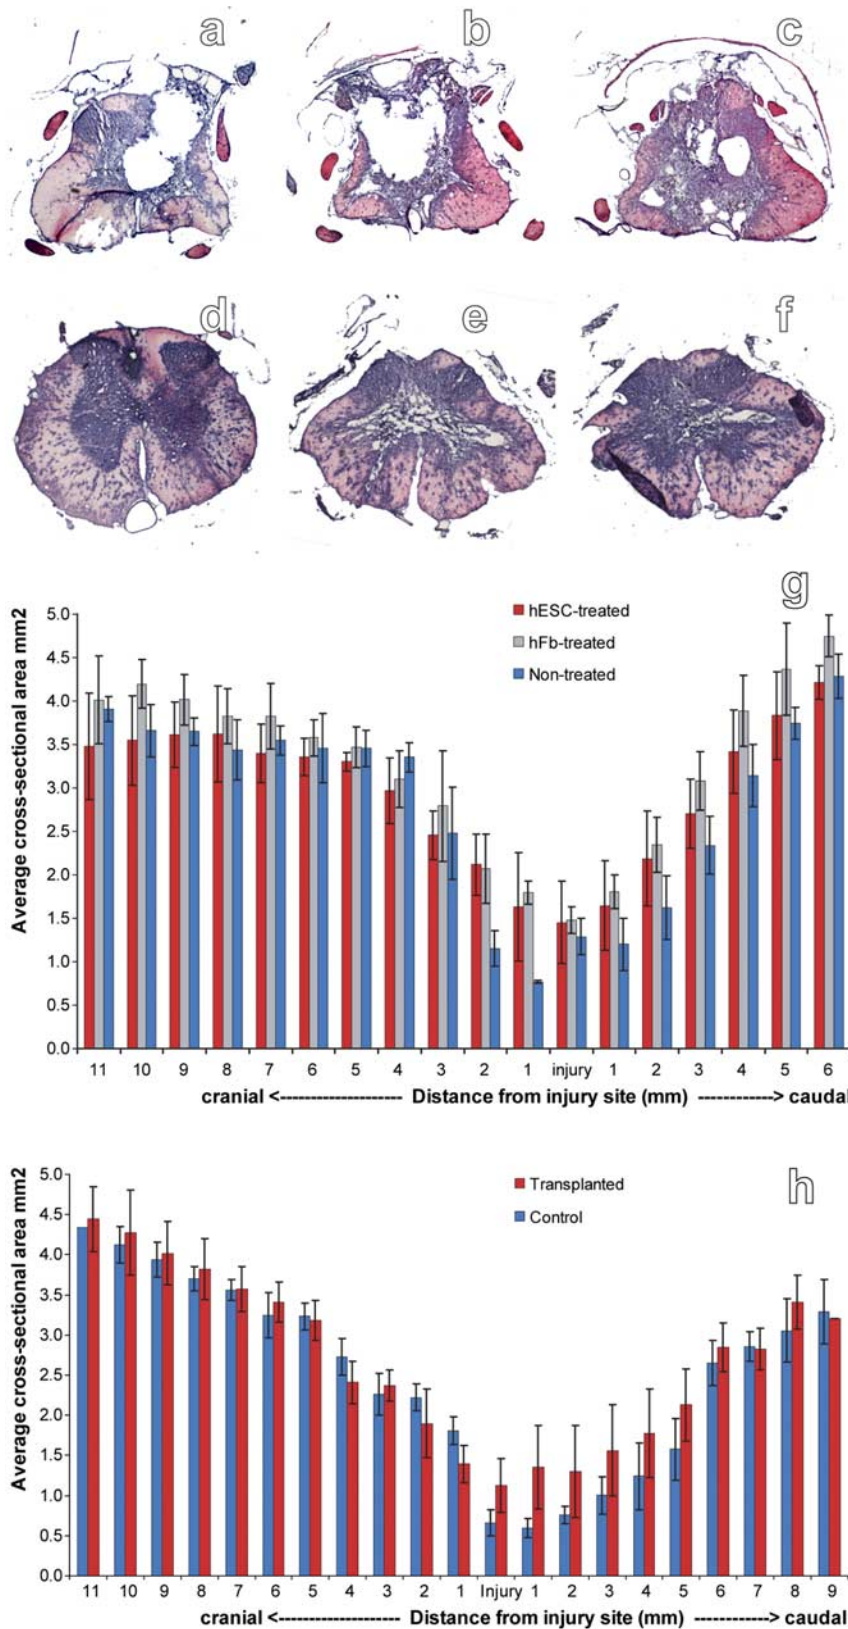 a b c
d e f
g
5.0
4.5
4.0
3.5
3.0
2.5
2.0
1.5
1.0
0.5
0.0
Average cross-sectional area mm2
hESC-treated
hFb-treated
Non-treated
11 10 9 8 7 6 5 4 3 2 1 injury 1 2 3 4 5 6
cranial <-------------------- Distance from injury site (mm) ------------> caudal
h
5.0
4.5
4.0
3.5
3.0
2.5
2.0
1.5
1.0
0.5
0.0
Average cross-sectional area mm2
Transplanted
Control
11 10 9 8 7 6 5 4 3 2 1 Injury 1 2 3 4 5 6 7 8 9
cranial <-------------------- Distance from injury site (mm) ------------> caudal